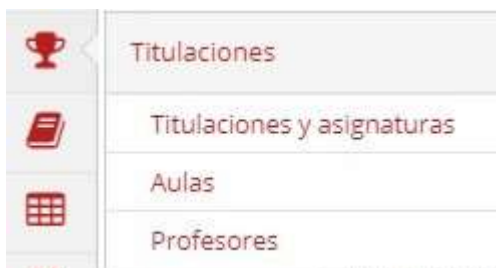 Titulaciones
Titulaciones y asignaturas
Aulas
Profesores